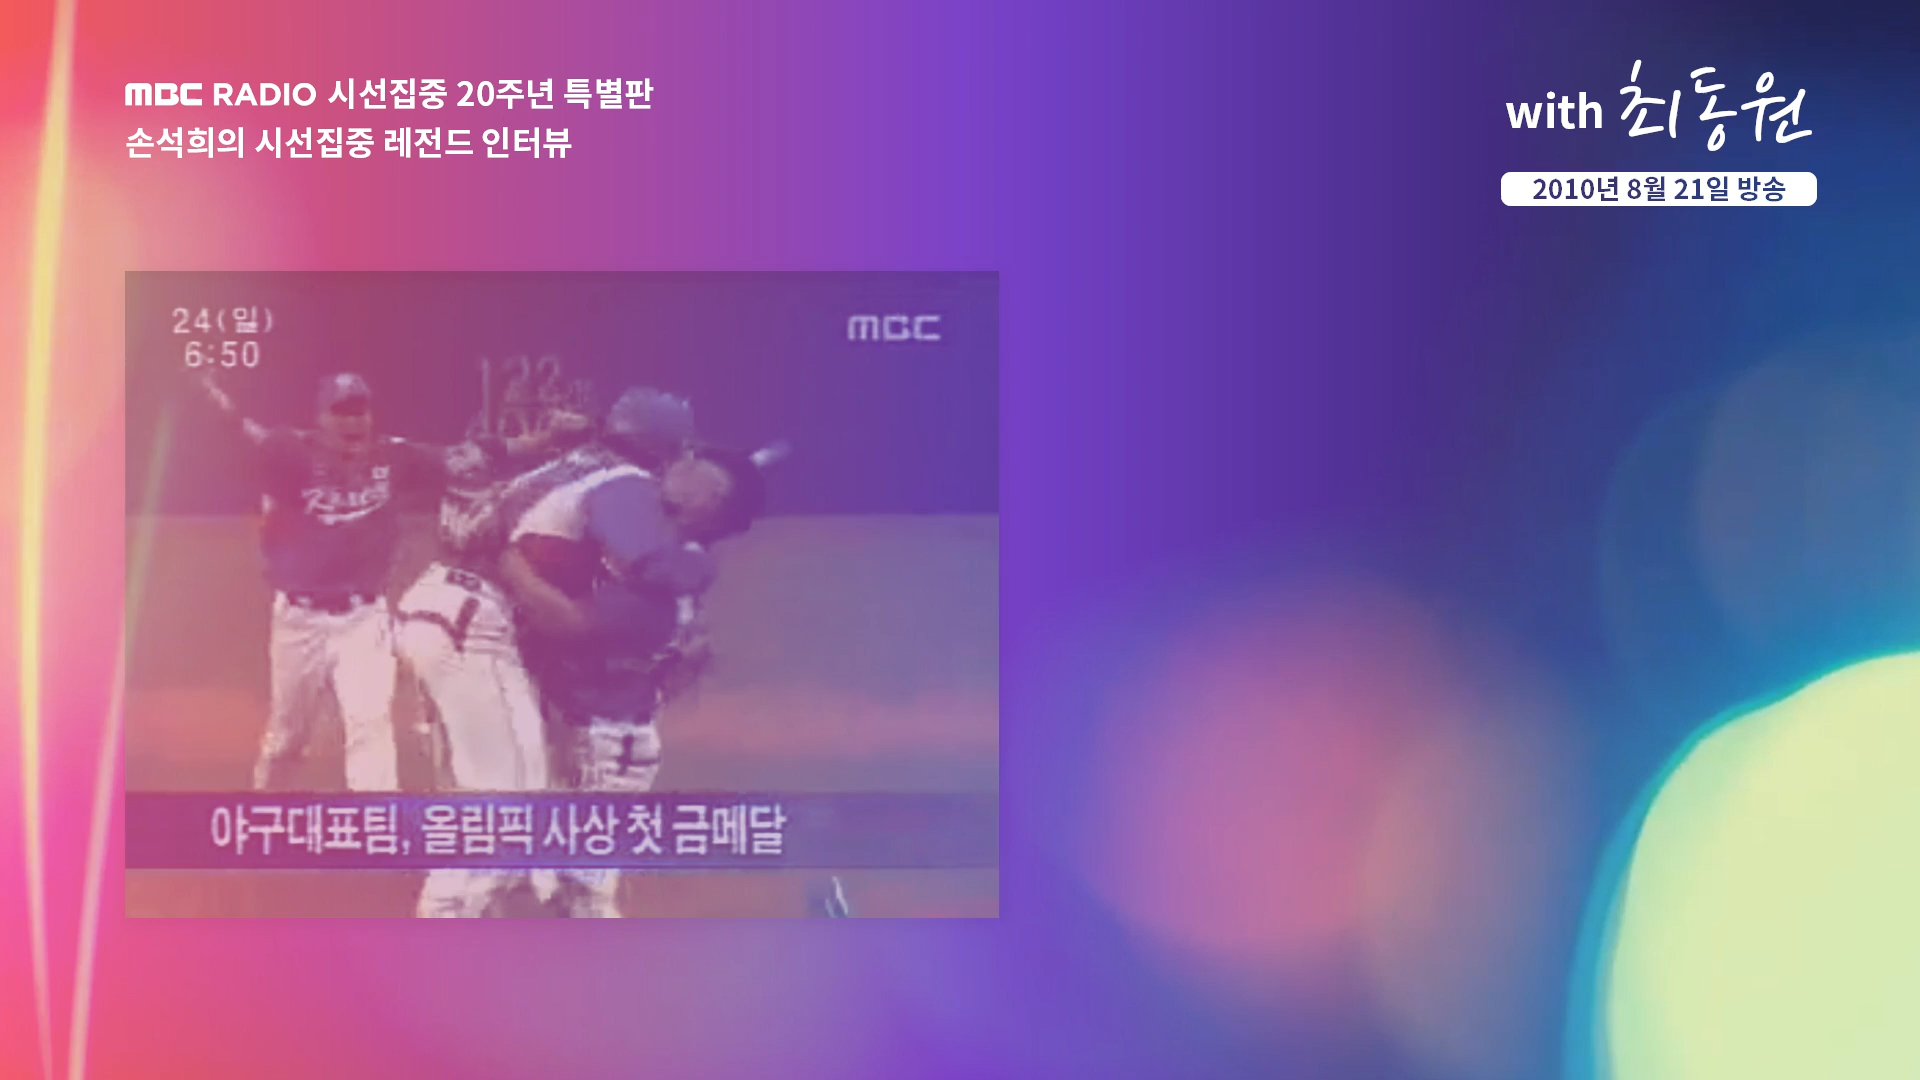 MBC RADIO 시선집중 20주년 특별판
손석희의 시선집중 레전드 인터뷰
with 최동원
2010년 8월 21일 방송
24(일)
6:50
MBC
122
Korea
야구대표팀, 올림픽 사상 첫 금메달